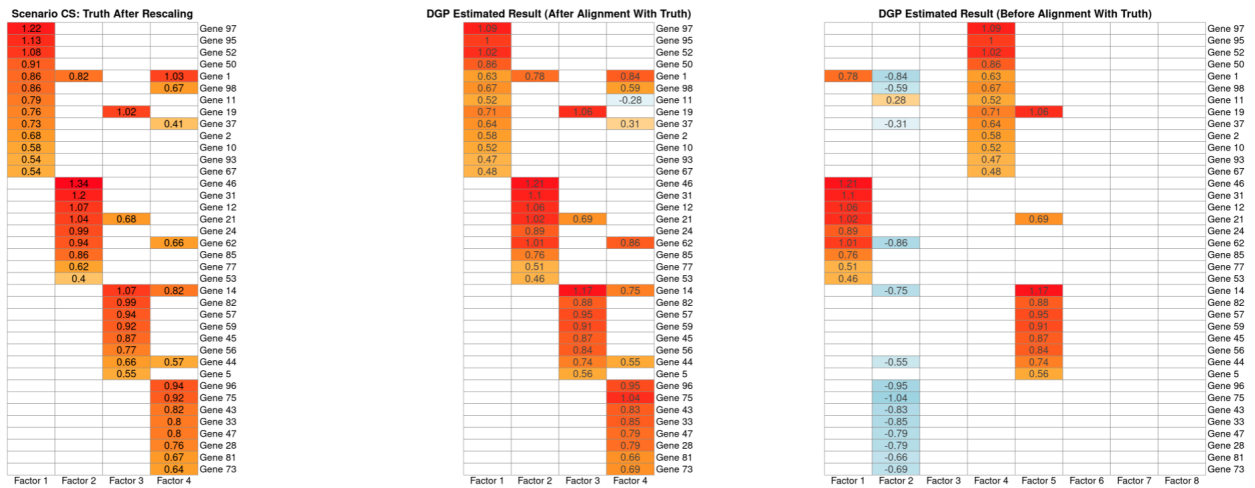 Scenario CS: Truth After Rescaling
1.22 Gene 97
1.13 Gene 95
1.08 Gene 52
0.91 Gene 50
0.86 0.82 1.03 Gene 1
0.86 0.67 Gene 98
0.79 Gene 11
0.76 1.02 Gene 19
0.73 0.41 Gene 37
0.68 Gene 2
0.58 Gene 10
0.54 Gene 93
0.54 Gene 67
1.34 Gene 46
1.2 Gene 31
1.07 Gene 12
1.04 0.68 Gene 21
0.99 Gene 24
0.94 0.66 Gene 62
0.86 Gene 85
0.62 Gene 77
0.4 Gene 53
1.07 0.82 Gene 14
0.99 Gene 82
0.94 Gene 57
0.92 Gene 59
0.87 Gene 45
0.77 Gene 56
0.66 0.57 Gene 44
0.55 Gene 5
0.94 Gene 96
0.92 Gene 75
0.82 Gene 43
0.8 Gene 33
0.8 Gene 47
0.76 Gene 28
0.67 Gene 81
0.64 Gene 73
Factor 1 Factor 2 Factor 3 Factor 4
DGP Estimated Result (After Alignment With Truth)
1.09 Gene 97
1 Gene 95
1.02 Gene 52
0.86 Gene 50
0.63 0.78 0.84 Gene 1
0.67 0.59 Gene 98
0.52 -0.28 Gene 11
0.71 1.06 Gene 19
0.64 0.31 Gene 37
0.58 Gene 2
0.52 Gene 10
0.47 Gene 93
0.48 Gene 67
1.21 Gene 46
1.1 Gene 31
1.06 Gene 12
1.02 0.69 Gene 21
0.89 Gene 24
1.01 0.86 Gene 62
0.76 Gene 85
0.51 Gene 77
0.46 Gene 53
1.17 0.75 Gene 14
0.88 Gene 82
0.95 Gene 57
0.91 Gene 59
0.87 Gene 45
0.84 Gene 56
0.74 0.55 Gene 44
0.56 Gene 5
0.95 Gene 96
1.04 Gene 75
0.83 Gene 43
0.85 Gene 33
0.79 Gene 47
0.79 Gene 28
0.66 Gene 81
0.69 Gene 73
Factor 1 Factor 2 Factor 3 Factor 4
DGP Estimated Result (Before Alignment With Truth)
1.09 Gene 97
1 Gene 95
1.02 Gene 52
0.86 Gene 50
0.78 -0.84 0.63 Gene 1
-0.59 0.67 Gene 98
0.28 0.52 Gene 11
0.71 1.06 Gene 19
-0.31 0.64 Gene 37
0.58 Gene 2
0.52 Gene 10
0.47 Gene 93
0.48 Gene 67
1.21 Gene 46
1.1 Gene 31
1.06 Gene 12
1.02 0.69 Gene 21
0.89 Gene 24
1.01 -0.86 Gene 62
0.76 Gene 85
0.51 Gene 77
0.46 Gene 53
-0.75 1.17 Gene 14
0.88 Gene 82
0.95 Gene 57
0.91 Gene 59
0.87 Gene 45
0.84 Gene 56
-0.55 0.74 Gene 44
0.56 Gene 5
-0.95 Gene 96
-1.04 Gene 75
-0.83 Gene 43
-0.85 Gene 33
-0.79 Gene 47
-0.79 Gene 28
-0.66 Gene 81
-0.69 Gene 73
Factor 1 Factor 2 Factor 3 Factor 4 Factor 5 Factor 6 Factor 7 Factor 8